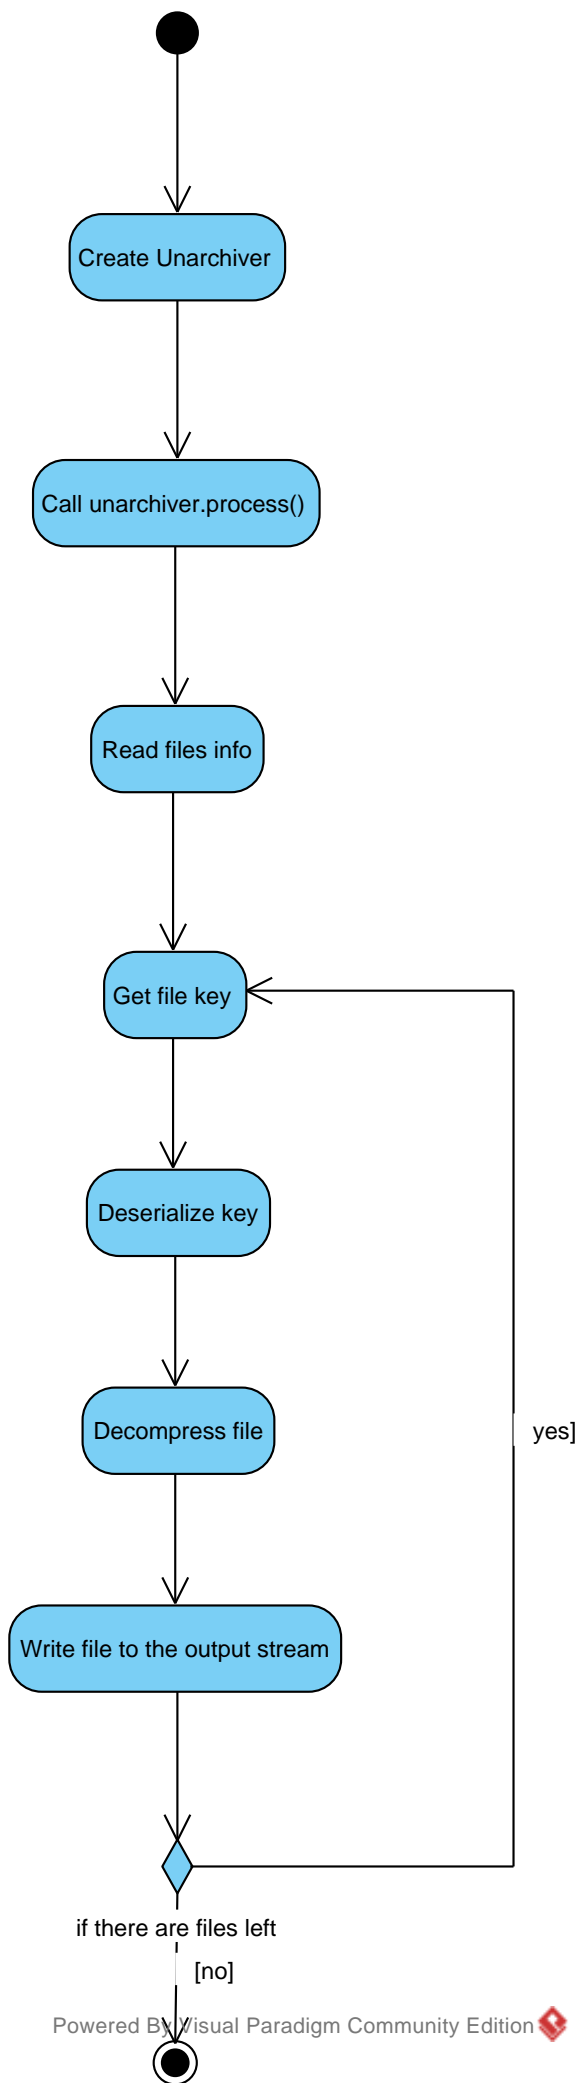 Create Unarchiver
Call unarchiver.process()
Read files info
Get file key
Deserialize key
Decompress file
yes]
Write file to the output stream
if there are files left
[no]
Powered By Visual Paradigm Community Edition